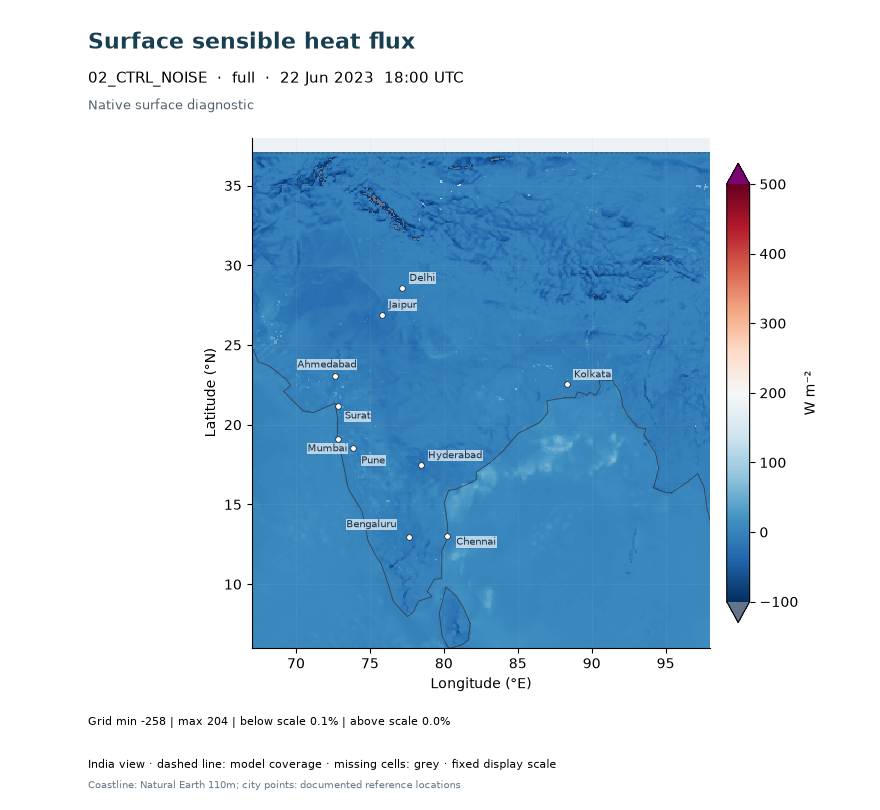 Surface sensible heat flux
02_CTRL_NOISE · full · 22 Jun 2023 18:00 UTC
Native surface diagnostic
35
30
25
20
15
10
Latitude (°N)
Delhi
Jaipur
Ahmedabad
Kolkata
Surat
Mumbai
Pune
Hyderabad
Bengaluru
Chennai
70
75
80
85
90
95
Longitude (°E)
500
400
300
200
100
0
−100
W m⁻²
Grid min -258 | max 204 | below scale 0.1% | above scale 0.0%
India view · dashed line: model coverage · missing cells: grey · fixed display scale
Coastline: Natural Earth 110m; city points: documented reference locations